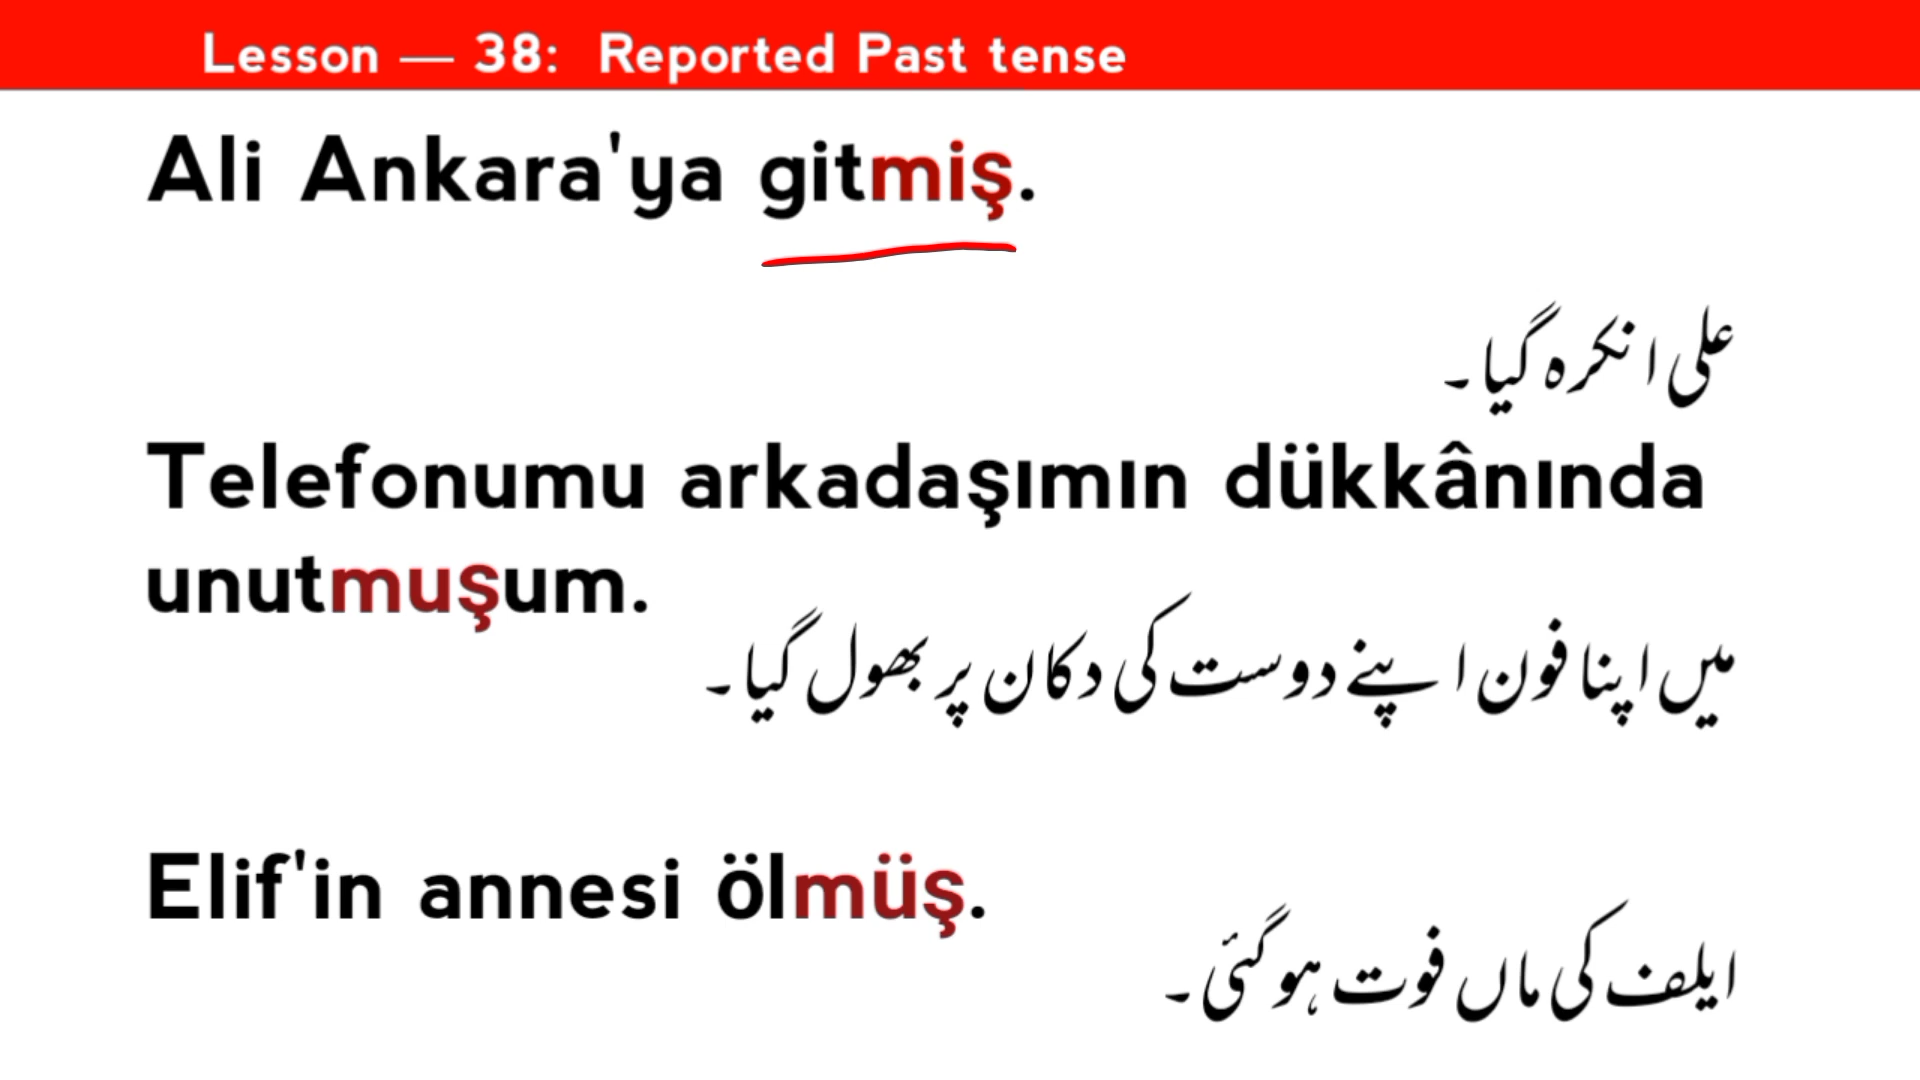 Lesson — 38: Reported Past tense
Ali Ankara'ya gitmiş.
علی انکرہ گیا۔
Telefonumu arkadaşımın dükkânında
unutmuşum.
میں اپنا فون اپنے دوست کی دکان پر بھول گیا۔
Elif'in annesi ölmüş.
ایلف کی ماں فوت ہو گئی۔